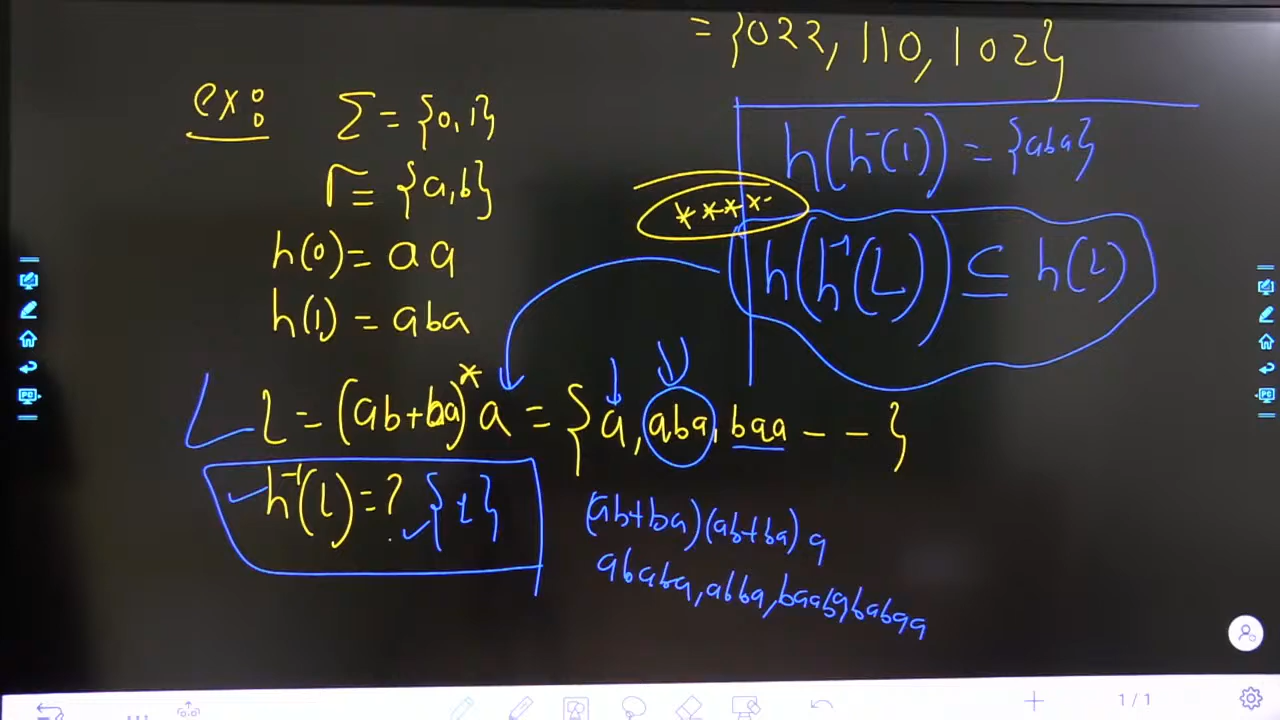 = {022, 110, 102}
ex:
Σ = {0,1}
Γ = {a,b}
h(0) = aa
h(1) = aba
L = (ab+ba)* a = {a, aba, baa - - }
h⁻¹(L) = ? {1}
h(h⁻(1)) = {aba}
****
h(h⁻¹(L)) ⊆ h(L)
(ab+ba)(ab+ba) a
ababa, abba, baaba, babaa
1/1